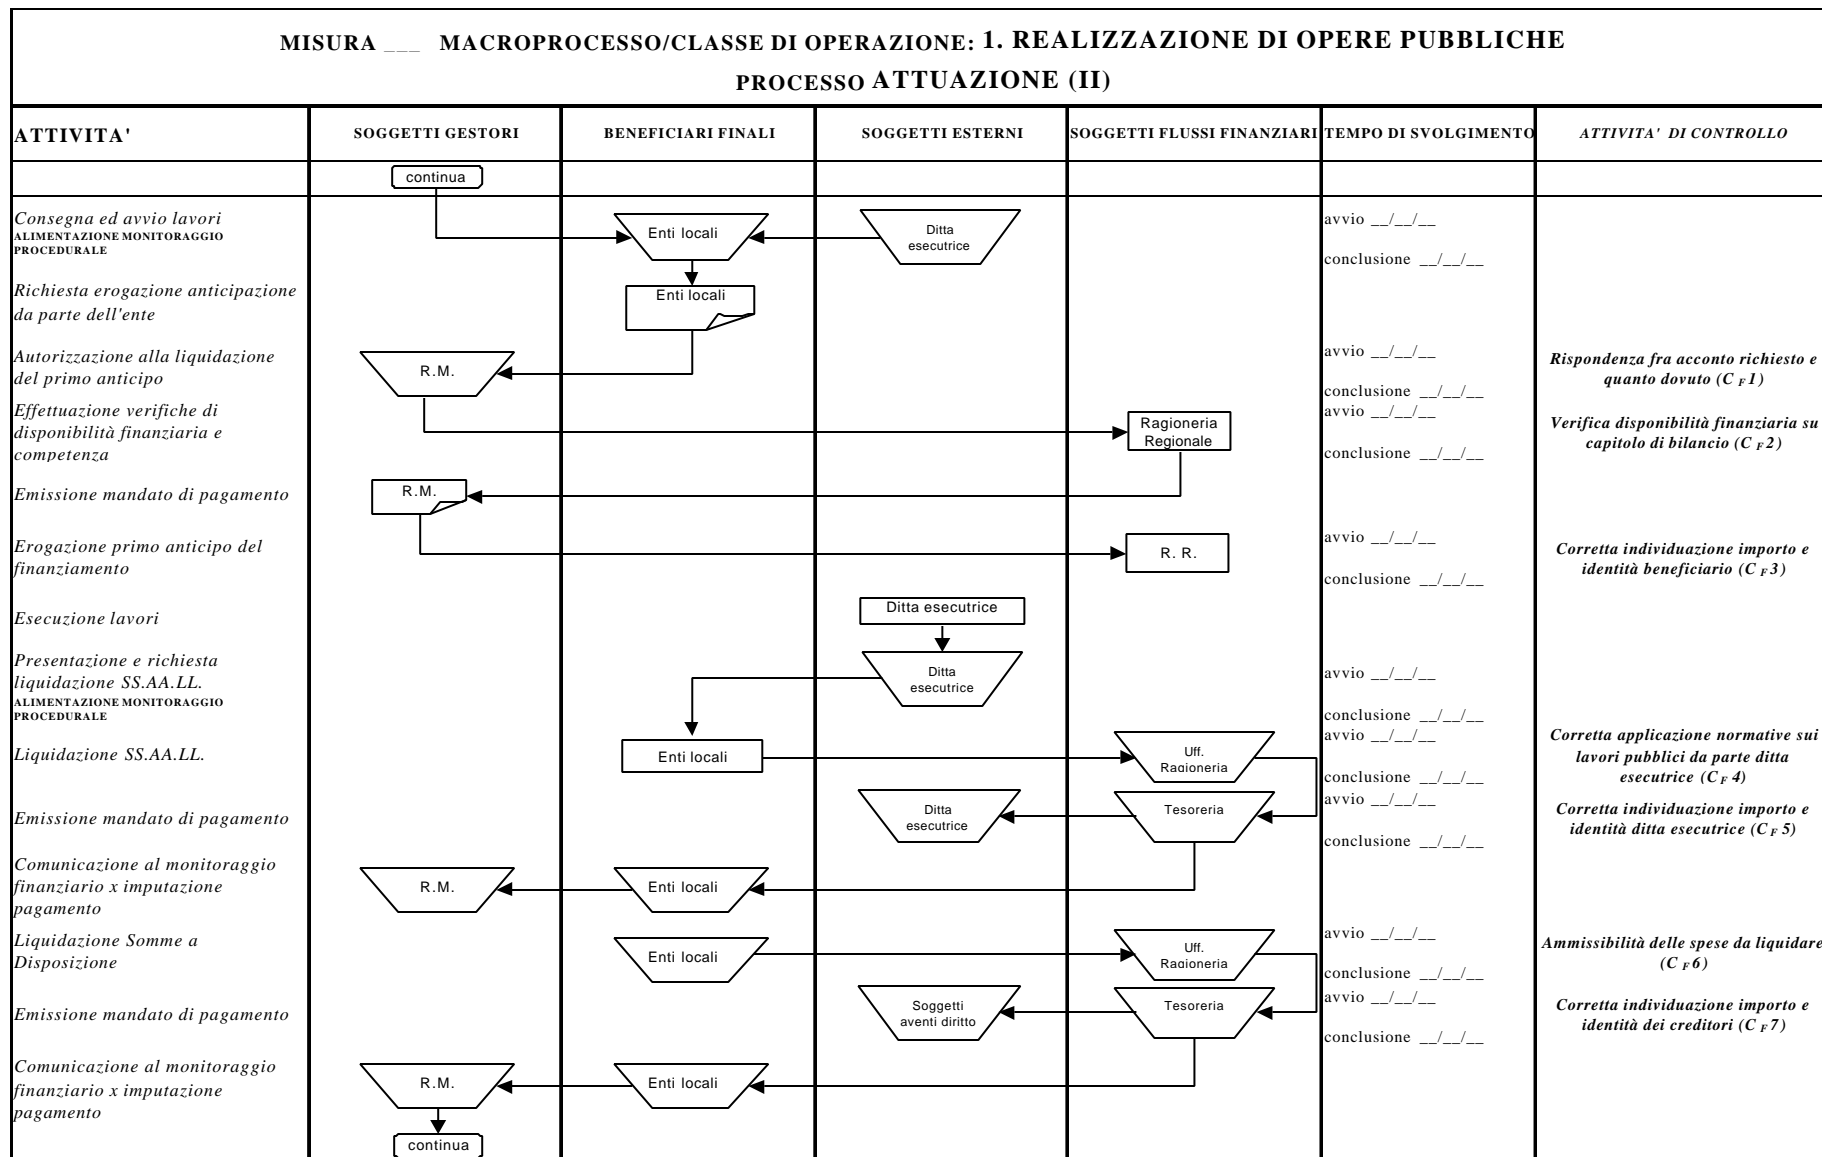 MISURA ___ MACROPROCESSO/CLASSE DI OPERAZIONE: 1. REALIZZAZIONE DI OPERE PUBBLICHE
PROCESSO ATTUAZIONE (II)
ATTIVITA' SOGGETTI GESTORI BENEFICIARI FINALI SOGGETTI ESTERNI SOGGETTI FLUSSI FINANZIARI TEMPO DI SVOLGIMENTO ATTIVITA' DI CONTROLLO
continua
Consegna ed avvio lavori
ALIMENTAZIONE MONITORAGGIO
PROCEDURALE
Enti locali
Ditta
esecutrice
avvio __/__/__
conclusione __/__/__
Richiesta erogazione anticipazione
da parte dell'ente
Enti locali
Autorizzazione alla liquidazione
del primo anticipo
R.M.
avvio __/__/__
conclusione __/__/__
Rispondenza fra acconto richiesto e
quanto dovuto (C F 1)
Effettuazione verifiche di
disponibilità finanziaria e
competenza
Ragioneria
Regionale
avvio __/__/__
conclusione __/__/__
Verifica disponibilità finanziaria su
capitolo di bilancio (C F 2)
Emissione mandato di pagamento
R.M.
Erogazione primo anticipo del
finanziamento
R. R.
avvio __/__/__
conclusione __/__/__
Corretta individuazione importo e
identità beneficiario (C F 3)
Esecuzione lavori
Ditta esecutrice
Presentazione e richiesta
liquidazione SS.AA.LL.
ALIMENTAZIONE MONITORAGGIO
PROCEDURALE
Ditta
esecutrice
avvio __/__/__
conclusione __/__/__
Liquidazione SS.AA.LL.
Enti locali
Uff.
Ragioneria
avvio __/__/__
conclusione __/__/__
Corretta applicazione normative sui
lavori pubblici da parte ditta
esecutrice (C F 4)
Emissione mandato di pagamento
Ditta
esecutrice
Tesoreria
avvio __/__/__
conclusione __/__/__
Corretta individuazione importo e
identità ditta esecutrice (C F 5)
Comunicazione al monitoraggio
finanziario x imputazione
pagamento
R.M.
Enti locali
Liquidazione Somme a
Disposizione
Enti locali
Uff.
Ragioneria
avvio __/__/__
conclusione __/__/__
Ammissibilità delle spese da liquidare
(C F 6)
Emissione mandato di pagamento
Soggetti
aventi diritto
Tesoreria
avvio __/__/__
conclusione __/__/__
Corretta individuazione importo e
identità dei creditori (C F 7)
Comunicazione al monitoraggio
finanziario x imputazione
pagamento
R.M.
Enti locali
continua